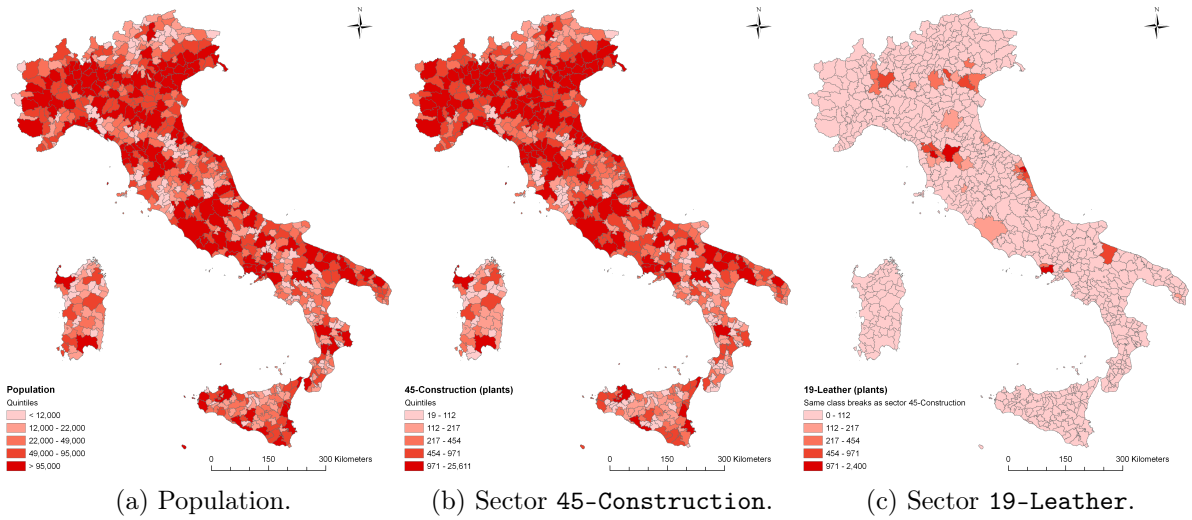 N
Population
Quintiles
< 12,000
12,000 - 22,000
22,000 - 49,000
49,000 - 95,000
> 95,000
0 150 300 Kilometers
(a) Population.
N
45-Construction (plants)
Quintiles
19 - 112
112 - 217
217 - 454
454 - 971
971 - 25,611
0 150 300 Kilometers
(b) Sector 45-Construction.
N
19-Leather (plants)
Same class breaks as sector 45-Construction
0 - 112
112 - 217
217 - 454
454 - 971
971 - 2,400
0 150 300 Kilometers
(c) Sector 19-Leather.